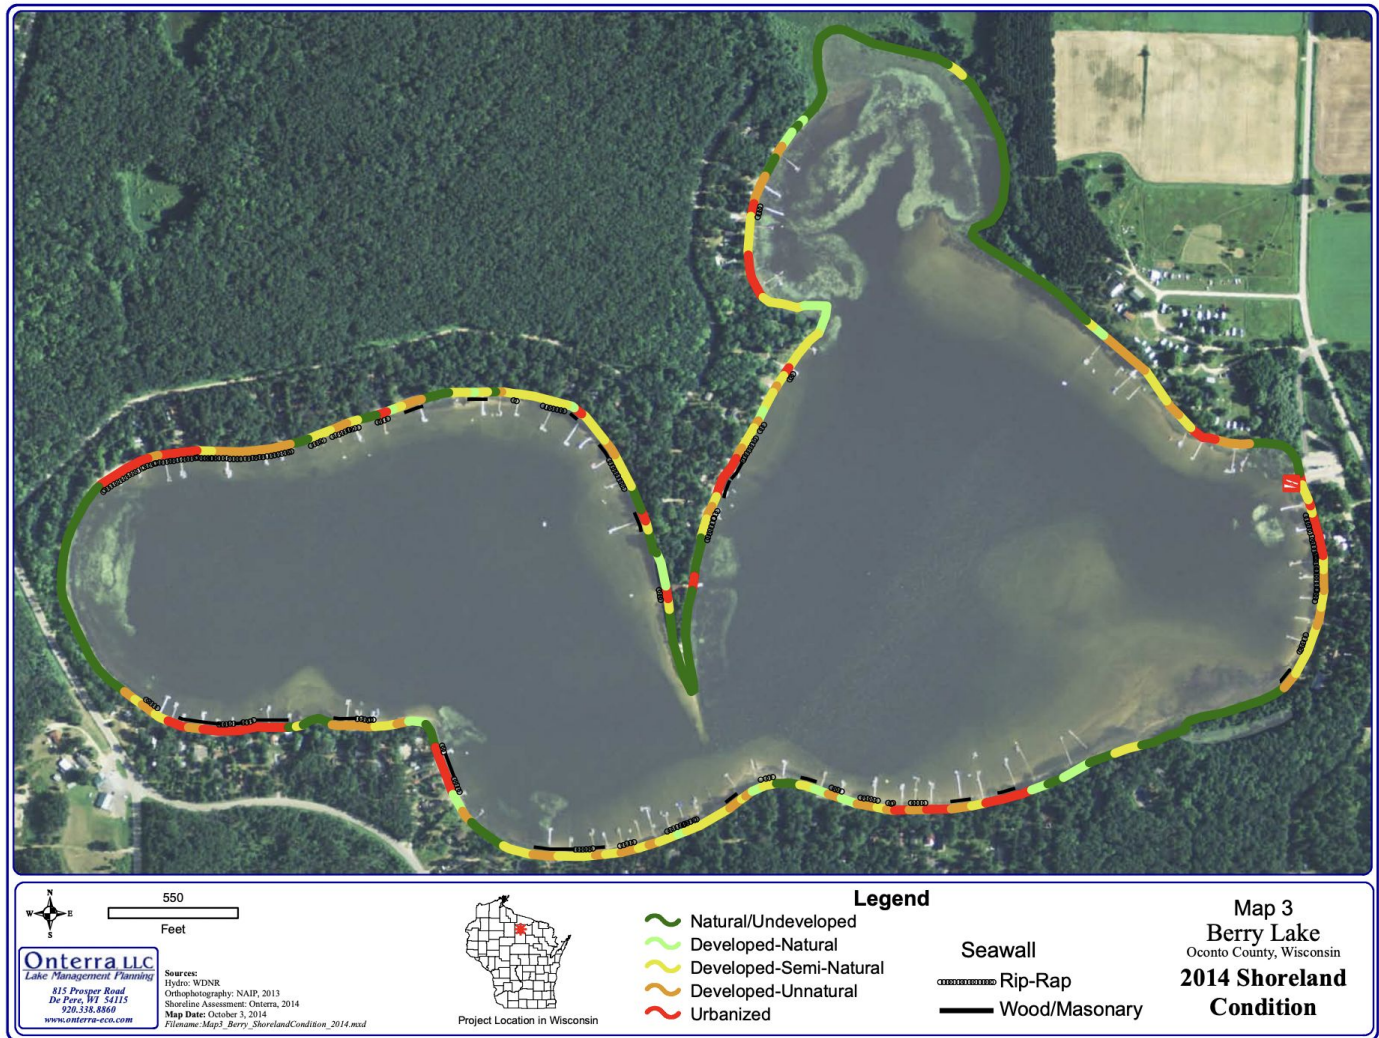 N
W E
S
550
Feet
Onterra LLC
Lake Management Planning
815 Prosper Road
De Pere, WI 54115
920.338.8860
www.onterra-eco.com
Sources:
Hydro: WDNR
Orthophotography: NAIP, 2013
Shoreline Assessment: Onterra, 2014
Map Date: October 3, 2014
Filename:Map3_Berry_ShorelandCondition_2014.mxd
Project Location in Wisconsin
Legend
Natural/Undeveloped
Developed-Natural
Developed-Semi-Natural
Developed-Unnatural
Urbanized
Seawall
Rip-Rap
Wood/Masonary
Map 3
Berry Lake
Oconto County, Wisconsin
2014 Shoreland
Condition